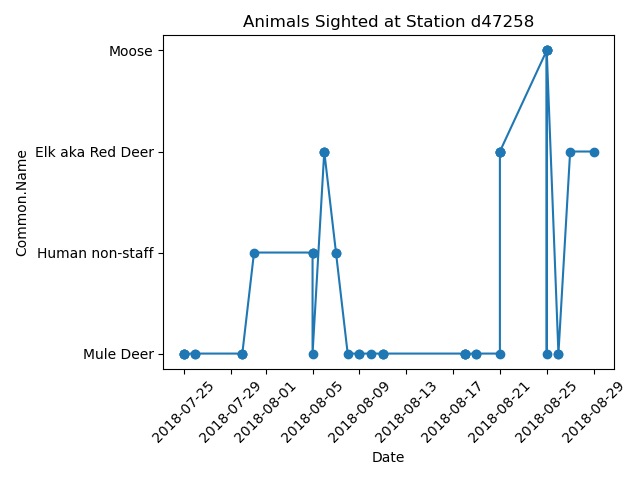 Animals Sighted at Station d47258
Common.Name
Moose
Elk aka Red Deer
Human non-staff
Mule Deer
2018-07-25
2018-07-29
2018-08-01
2018-08-05
2018-08-09
2018-08-13
2018-08-17
2018-08-21
2018-08-25
2018-08-29
Date